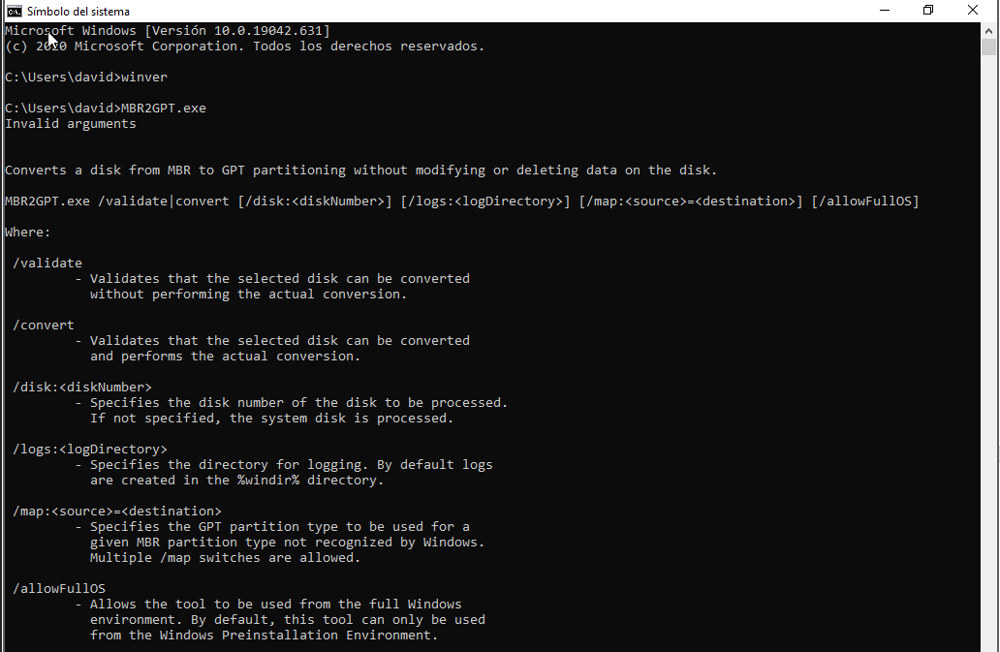 Símbolo del sistema
Microsoft Windows [Versión 10.0.19042.631]
(c) 2020 Microsoft Corporation. Todos los derechos reservados.
C:\Users\david>winver
C:\Users\david>MBR2GPT.exe
Invalid arguments
Converts a disk from MBR to GPT partitioning without modifying or deleting data on the disk.
MBR2GPT.exe /validate|convert [/disk:<diskNumber>] [/logs:<logDirectory>] [/map:<source>=<destination>] [/allowFullOS]
Where:
/validate
- Validates that the selected disk can be converted
without performing the actual conversion.
/convert
- Validates that the selected disk can be converted
and performs the actual conversion.
/disk:<diskNumber>
- Specifies the disk number of the disk to be processed.
If not specified, the system disk is processed.
/logs:<logDirectory>
- Specifies the directory for logging. By default logs
are created in the %windir% directory.
/map:<source>=<destination>
- Specifies the GPT partition type to be used for a
given MBR partition type not recognized by Windows.
Multiple /map switches are allowed.
/allowFullOS
- Allows the tool to be used from the full Windows
environment. By default, this tool can only be used
from the Windows Preinstallation Environment.